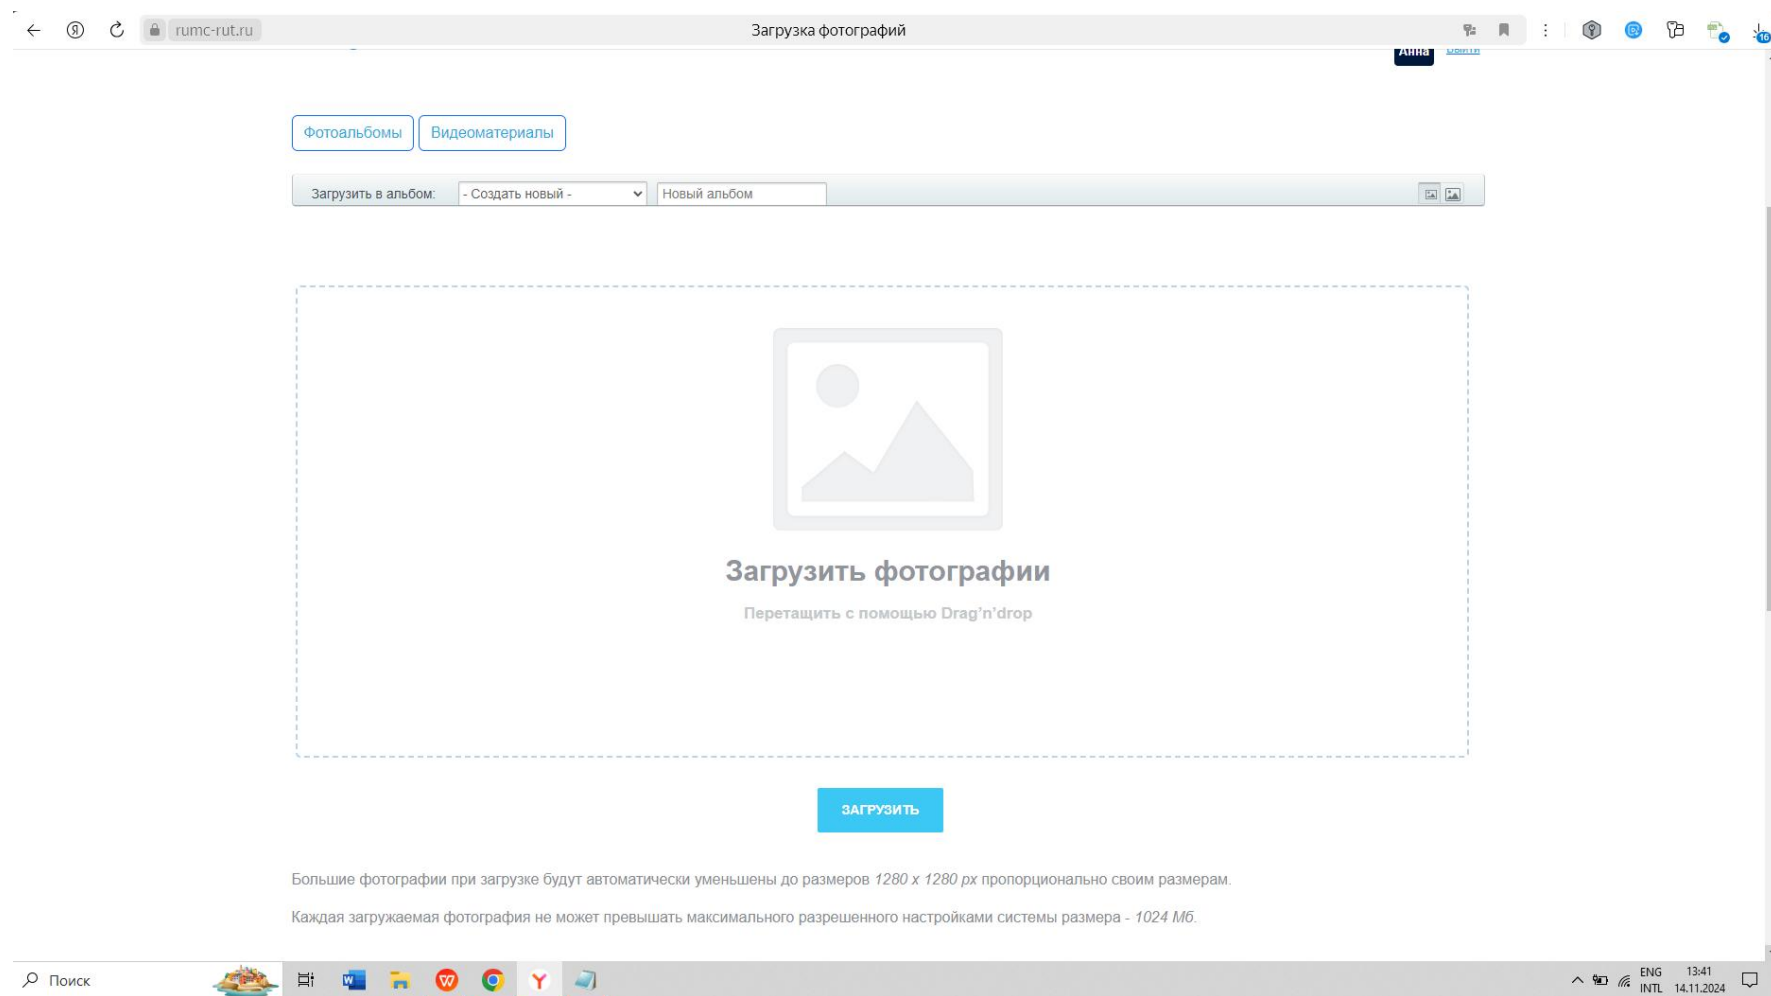 rumc-rut.ru
Загрузка фотографий
16
Анна Выйти
Фотоальбомы Видеоматериалы
Загрузить в альбом: - Создать новый - Новый альбом
Загрузить фотографии
Перетащить с помощью Drag'n'drop
ЗАГРУЗИТЬ
Большие фотографии при загрузке будут автоматически уменьшены до размеров 1280 x 1280 px пропорционально своим размерам.
Каждая загружаемая фотография не может превышать максимального разрешенного настройками системы размера - 1024 Мб.
Поиск
ENG 13:41
INTL 14.11.2024